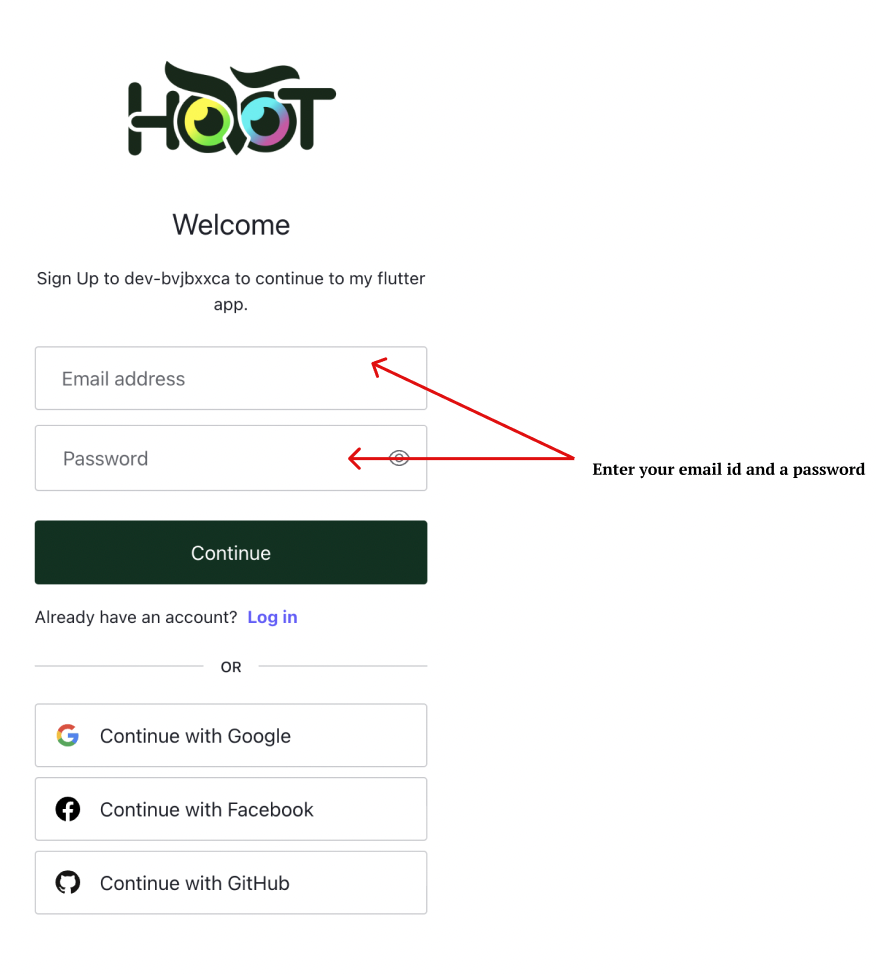 HOOT
Welcome
Sign Up to dev-bvjbxxca to continue to my flutter
app.
Email address
Password
Enter your email id and a password
Continue
Already have an account? Log in
OR
Continue with Google
Continue with Facebook
Continue with GitHub